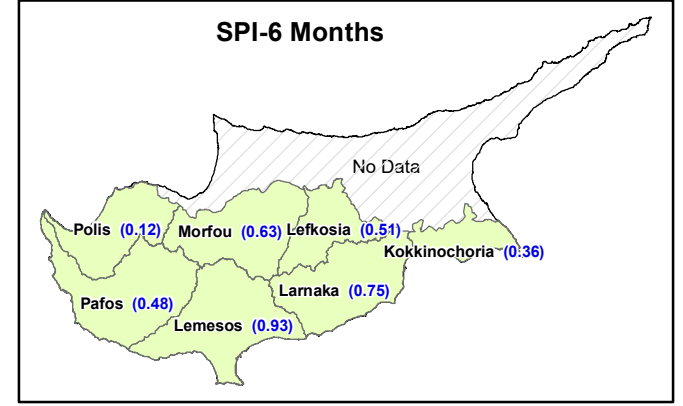 SPI-6 Months
No Data
Polis (0.12)
Morfou (0.63)
Lefkosia (0.51)
Kokkinochoria (0.36)
Pafos (0.48)
Larnaka (0.75)
Lemesos (0.93)